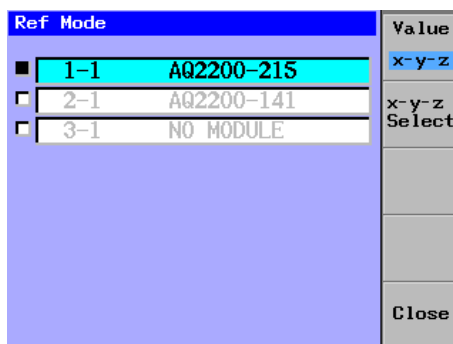 Ref Mode
1-1 AQ2200-215
2-1 AQ2200-141
3-1 NO MODULE
Value
x-y-z
x-y-z
Select
Close